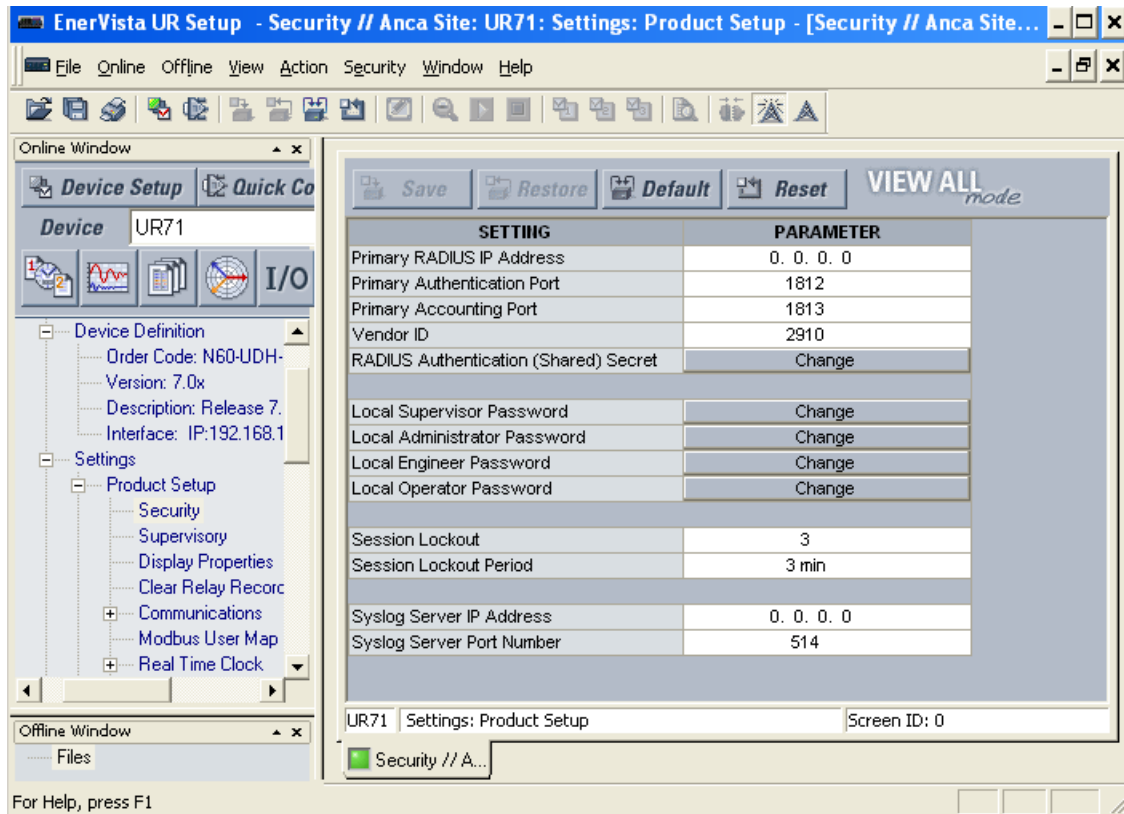 EnerVista UR Setup - Security // Anca Site: UR71: Settings: Product Setup - [Security // Anca Site...
File Online Offline View Action Security Window Help
Online Window
Device Setup Quick Co
Device UR71
I/O
Device Definition
Order Code: N60-UDH-
Version: 7.0x
Description: Release 7.
Interface: IP:192.168.1
Settings
Product Setup
Security
Supervisory
Display Properties
Clear Relay Recorc
Communications
Modbus User Map
Real Time Clock
Offline Window
Files
Save Restore Default Reset VIEW ALL mode
SETTING PARAMETER
Primary RADIUS IP Address 0. 0. 0. 0
Primary Authentication Port 1812
Primary Accounting Port 1813
Vendor ID 2910
RADIUS Authentication (Shared) Secret Change
Local Supervisor Password Change
Local Administrator Password Change
Local Engineer Password Change
Local Operator Password Change
Session Lockout 3
Session Lockout Period 3 min
Syslog Server IP Address 0. 0. 0. 0
Syslog Server Port Number 514
UR71 Settings: Product Setup Screen ID: 0
Security // A...
For Help, press F1